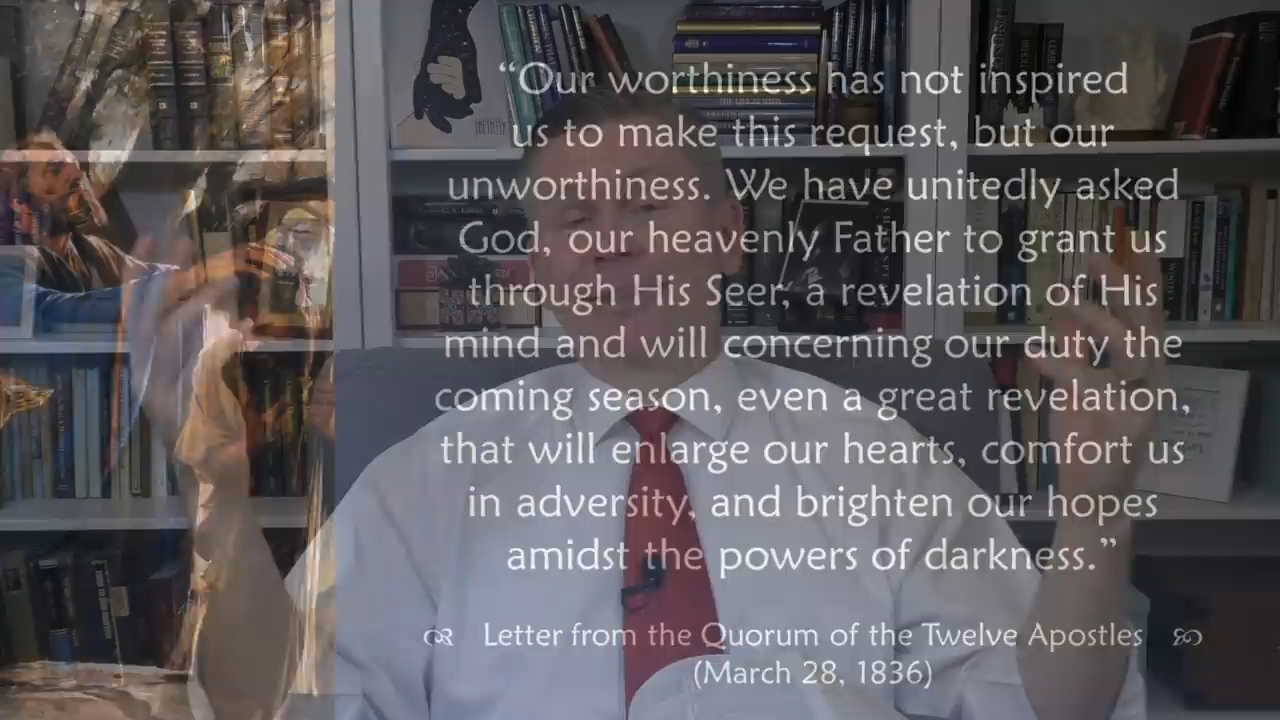 “Our worthiness has not inspired
us to make this request, but our
unworthiness. We have unitedly asked
God, our heavenly Father to grant us
through His Seer, a revelation of His
mind and will concerning our duty the
coming season, even a great revelation,
that will enlarge our hearts, comfort us
in adversity, and brighten our hopes
amidst the powers of darkness.”
Letter from the Quorum of the Twelve Apostles
(March 28, 1836)